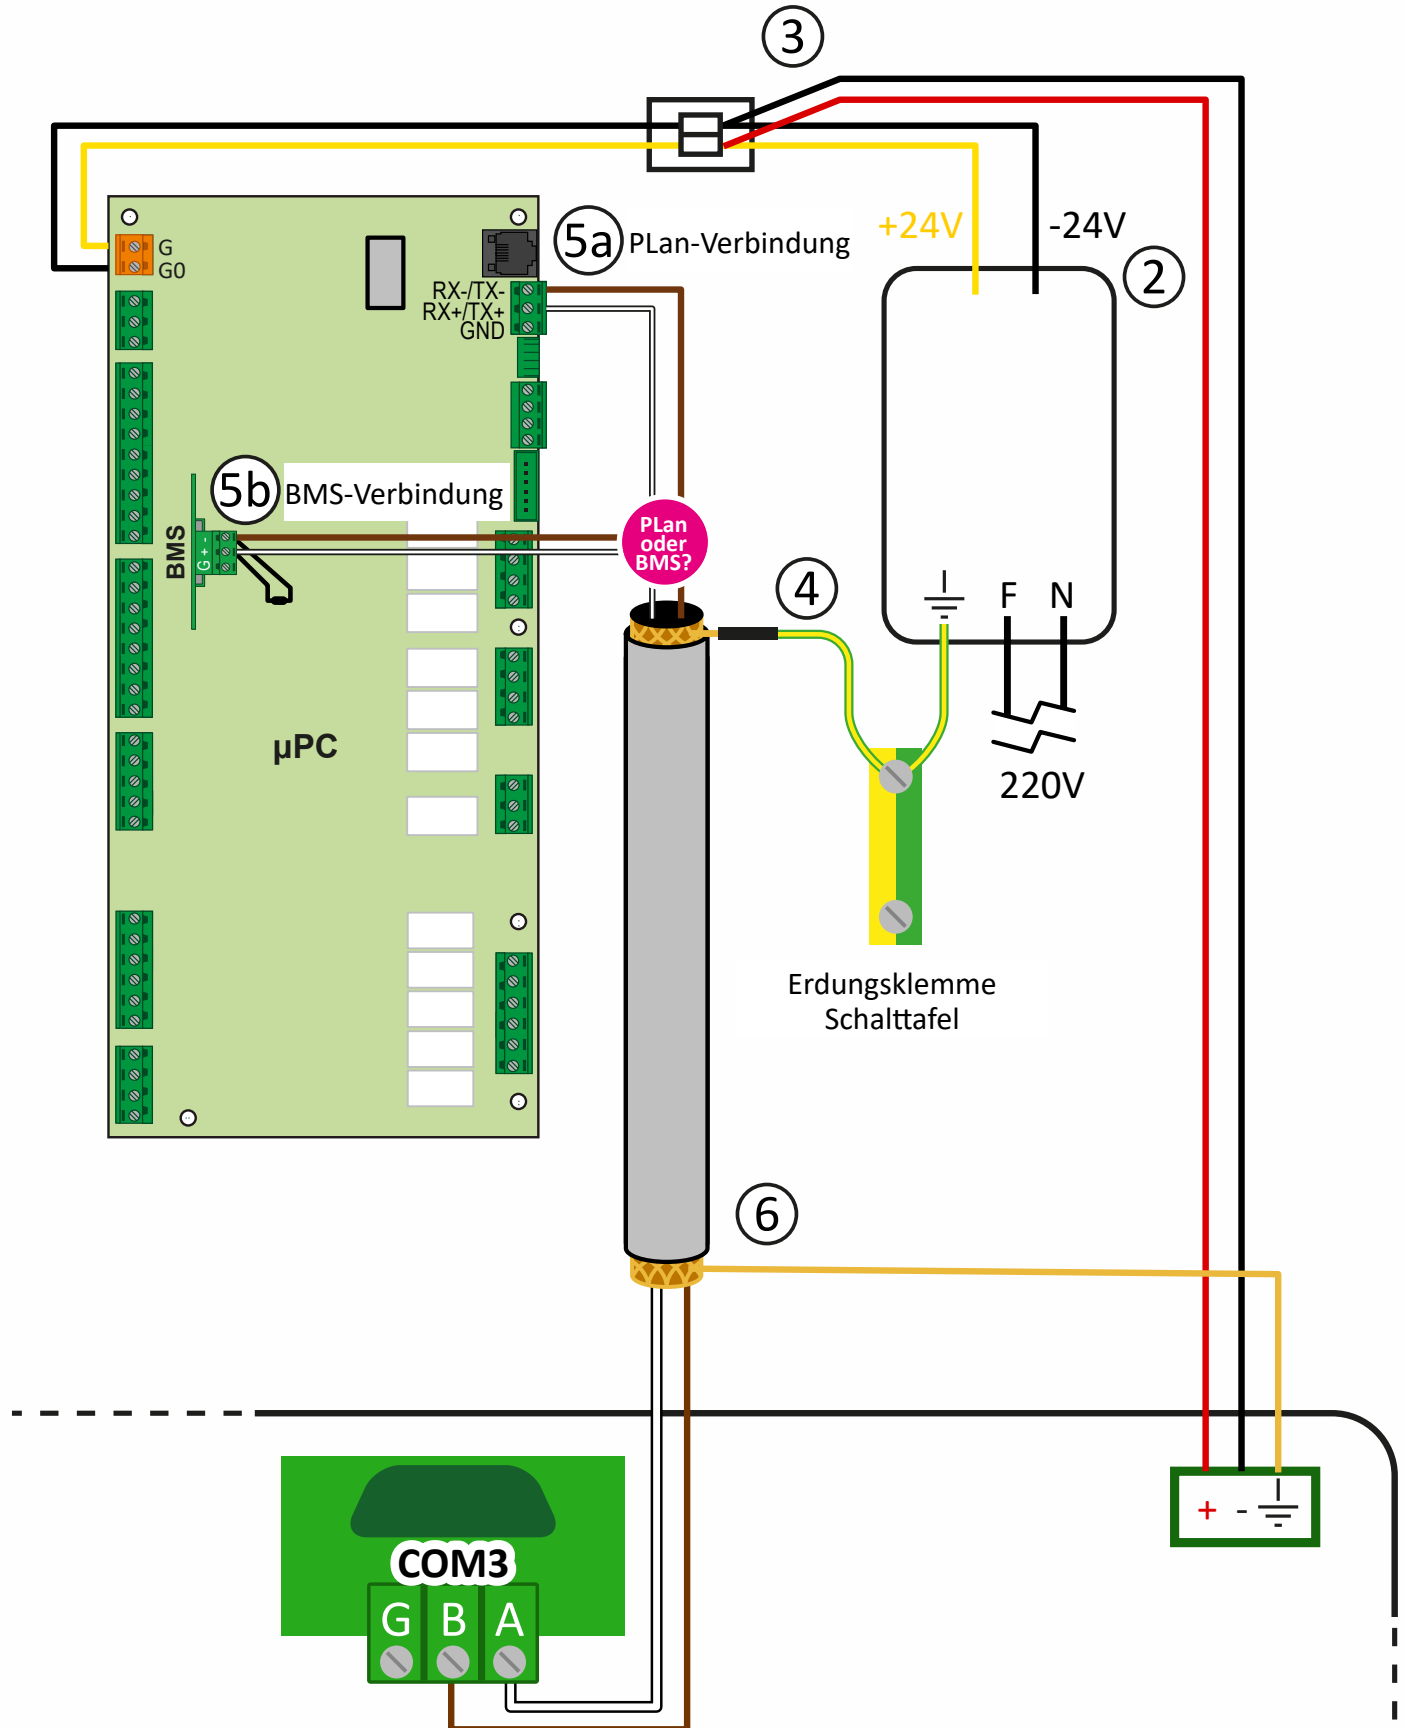 3
5a PLan-Verbindung
+24V
-24V
2
G
G0
RX-/TX-
RX+/TX+
GND
5b BMS-Verbindung
BMS
G + -
PLan
oder
BMS?
4
F N
220V
µPC
Erdungsklemme
Schalttafel
6
+ -
COM3
G B A